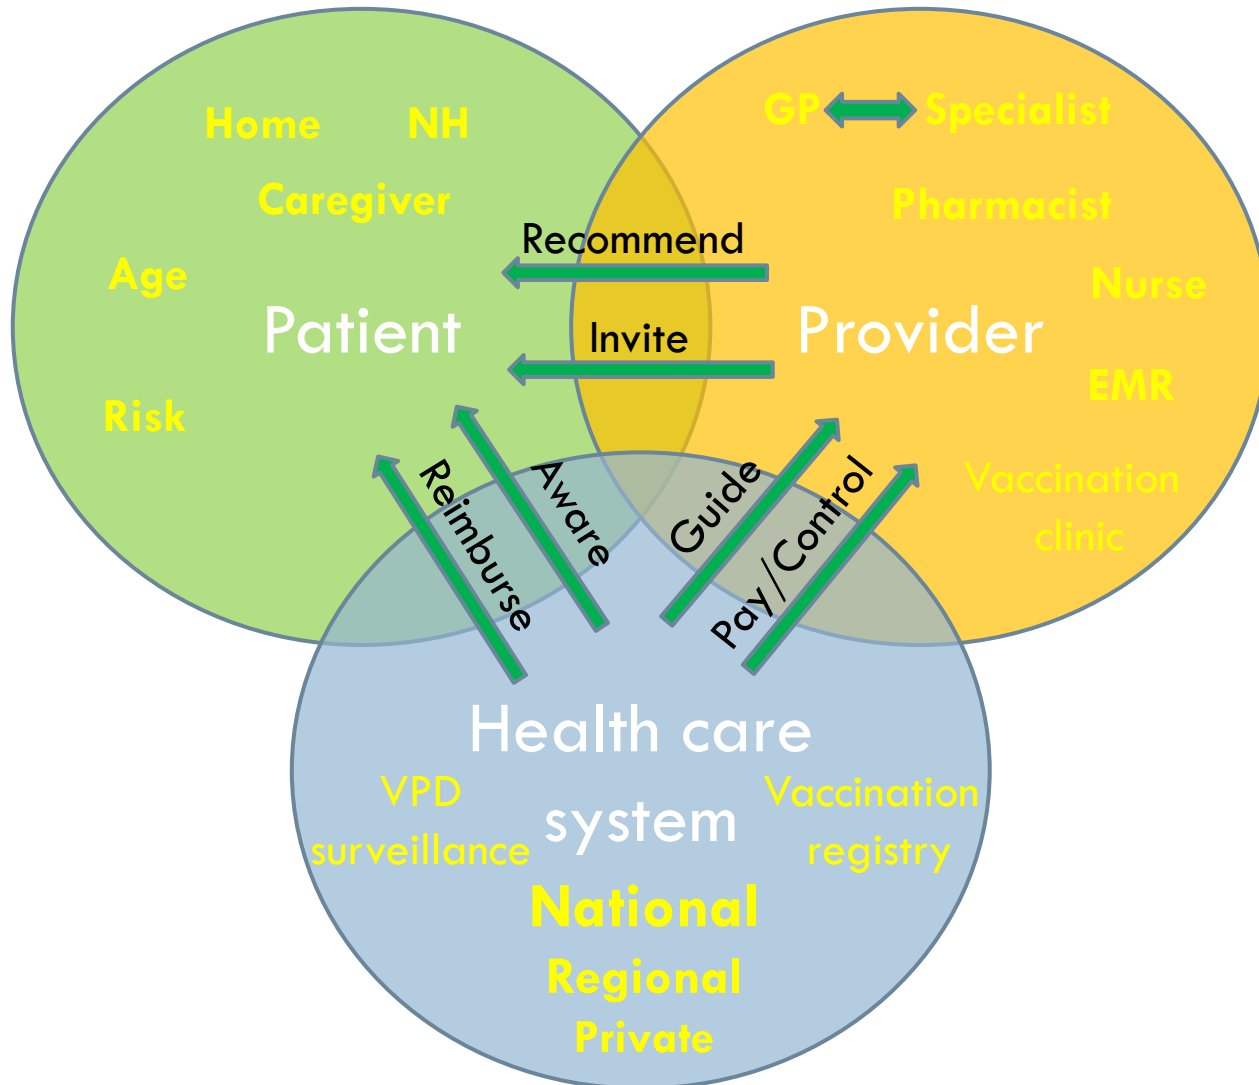 Home NH
Caregiver
Age
Patient
Risk
GP Specialist
Pharmacist
Nurse
Provider
EMR
Vaccination
clinic
Recommend
Invite
Reimburse
Aware
Guide
Pay/Control
Health care
system
VPD
surveillance
Vaccination
registry
National
Regional
Private